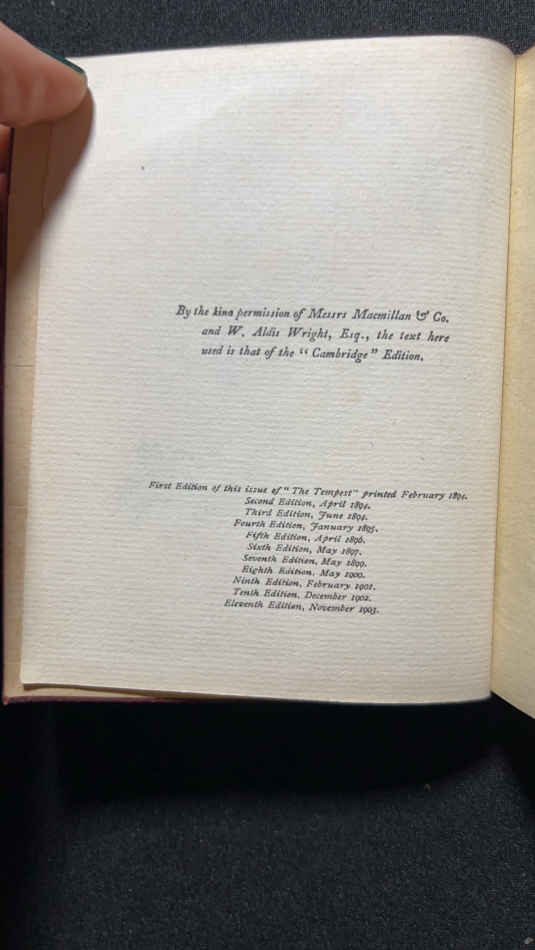 By the kind permission of Messrs Macmillan & Co.
and W. Aldis Wright, Esq., the text here
used is that of the “Cambridge” Edition.
First Edition of this issue of “The Tempest” printed February 1894.
Second Edition, April 1894.
Third Edition, June 1894.
Fourth Edition, January 1895.
Fifth Edition, April 1896.
Sixth Edition, May 1897.
Seventh Edition, May 1899.
Eighth Edition, May 1900.
Ninth Edition, February 1901.
Tenth Edition, December 1902.
Eleventh Edition, November 1903.